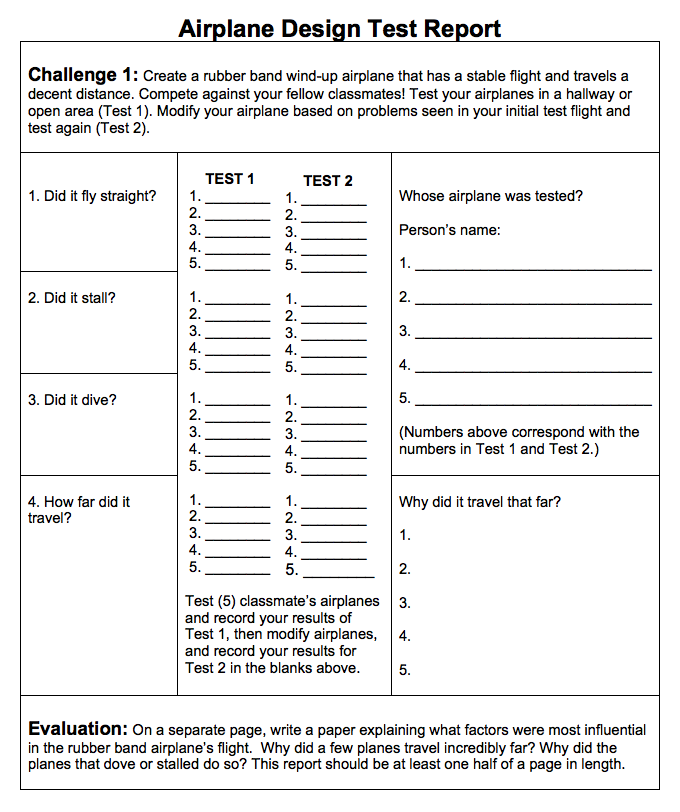 Airplane Design Test Report
Challenge 1: Create a rubber band wind-up airplane that has a stable flight and travels a
decent distance. Compete against your fellow classmates! Test your airplanes in a hallway or
open area (Test 1). Modify your airplane based on problems seen in your initial test flight and
test again (Test 2).
1. Did it fly straight?
TEST 1 TEST 2
1. ________ 1. ________
2. ________ 2. ________
3. ________ 3. ________
4. ________ 4. ________
5. ________ 5. ________
2. Did it stall?
1. ________ 1. ________
2. ________ 2. ________
3. ________ 3. ________
4. ________ 4. ________
5. ________ 5. ________
3. Did it dive?
1. ________ 1. ________
2. ________ 2. ________
3. ________ 3. ________
4. ________ 4. ________
5. ________ 5. ________
Whose airplane was tested?
Person's name:
1. ____________________________
2. ____________________________
3. ____________________________
4. ____________________________
5. ____________________________
(Numbers above correspond with the
numbers in Test 1 and Test 2.)
4. How far did it
travel?
1. ________ 1. ________
2. ________ 2. ________
3. ________ 3. ________
4. ________ 4. ________
5. ________ 5. _________
Test (5) classmate's airplanes
and record your results of
Test 1, then modify airplanes,
and record your results for
Test 2 in the blanks above.
Why did it travel that far?
1.
2.
3.
4.
5.
Evaluation: On a separate page, write a paper explaining what factors were most influential
in the rubber band airplane's flight. Why did a few planes travel incredibly far? Why did the
planes that dove or stalled do so? This report should be at least one half of a page in length.